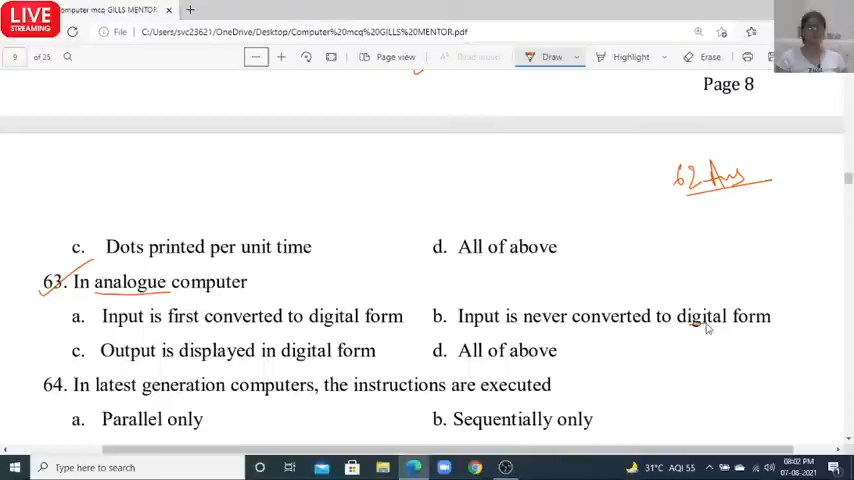 LIVE
STREAMING
Computer mcq GILLS MENTOR.pdf
File
C:/Users/svc23621/OneDrive/Desktop/Computer%20mcq%20GILLS%20MENTOR.pdf
9
of 25
Page view
Read aloud
Draw
Highlight
Erase
Page 8
62 Ans
c. Dots printed per unit time
d. All of above
63. In analogue computer
a. Input is first converted to digital form
b. Input is never converted to digital form
c. Output is displayed in digital form
d. All of above
64. In latest generation computers, the instructions are executed
a. Parallel only
b. Sequentially only
Type here to search
31°C AQI 55
08:02 PM
07-08-2021